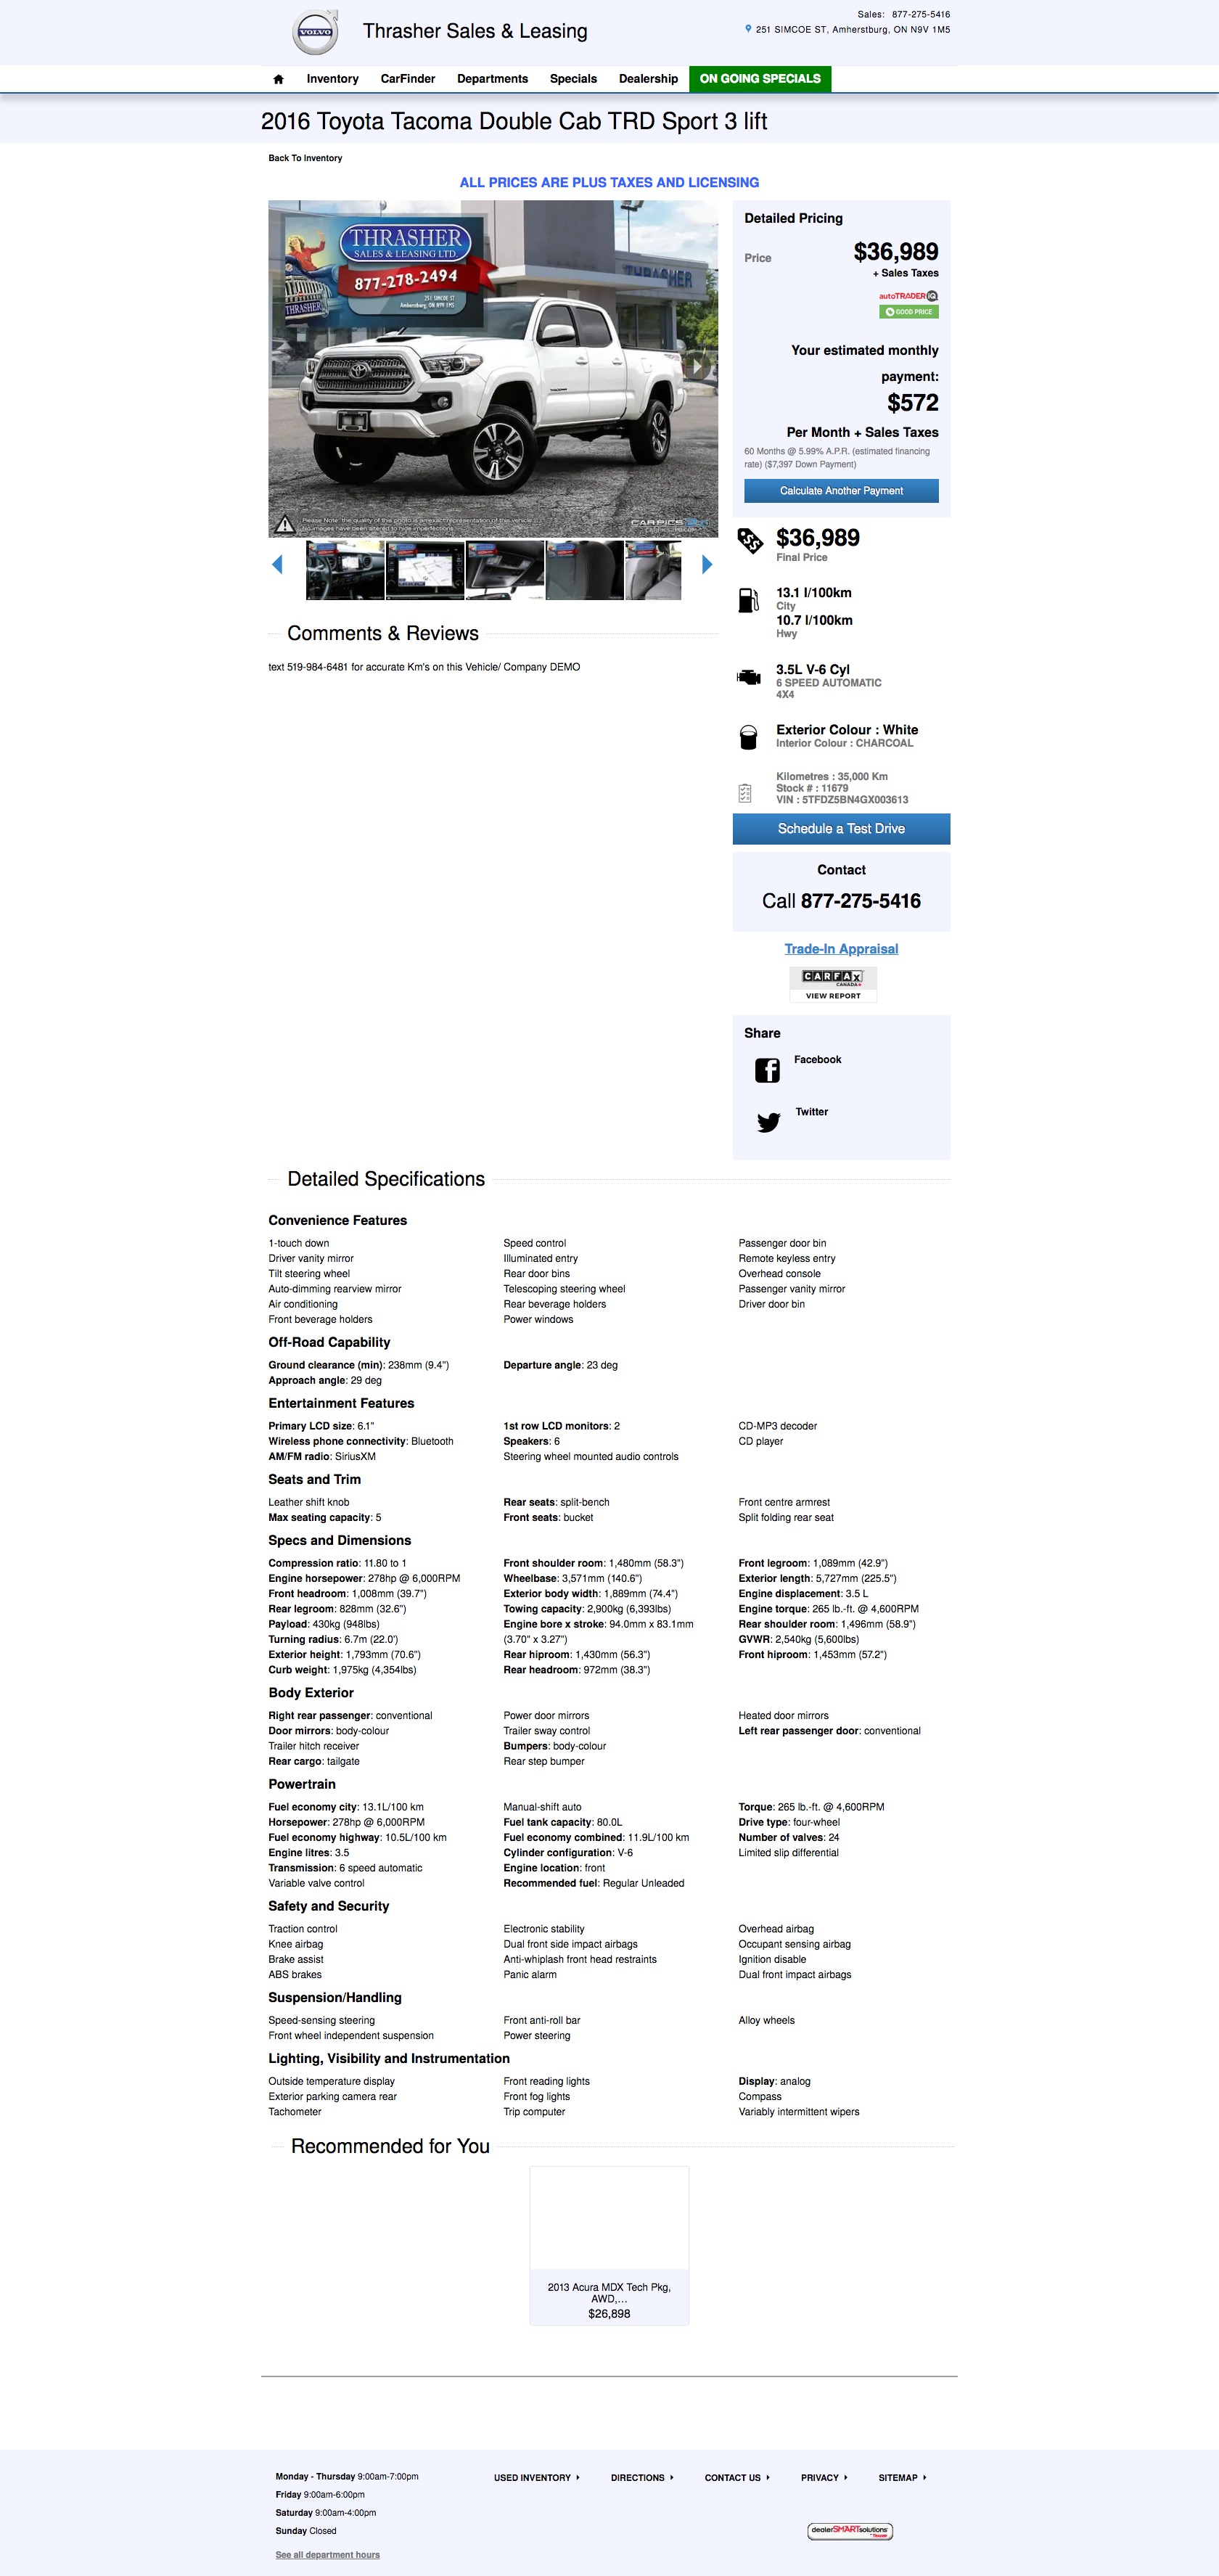 VOLVO
Thrasher Sales & Leasing
Sales: 877-275-5416
251 SIMCOE ST, Amherstburg, ON N9V 1M5
Inventory CarFinder Departments Specials Dealership ON GOING SPECIALS
2016 Toyota Tacoma Double Cab TRD Sport 3 lift
Back To Inventory
ALL PRICES ARE PLUS TAXES AND LICENSING
THRASHER
SALES & LEASING LTD.
877-278-2494
251 SIMCOE ST
THRASHER
THRASHER
Please Note: the quality of this photo is an exact representation of this vehicle
No images have been altered to hide imperfections
Detailed Pricing
Price
$36,989
+ Sales Taxes
autoTRADER
GOOD PRICE
Your estimated monthly
payment:
$572
Per Month + Sales Taxes
60 Months @ 5.99% A.P.R. (estimated financing
rate) ($7,397 Down Payment)
Calculate Another Payment
$36,989
Final Price
13.1 l/100km
City
10.7 l/100km
Hwy
3.5L V-6 Cyl
6 SPEED AUTOMATIC
4X4
Exterior Colour : White
Interior Colour : CHARCOAL
Kilometres : 35,000 Km
Stock # : 11679
VIN : 5TFDZ5BN4GX003613
Schedule a Test Drive
Contact
Call 877-275-5416
Trade-In Appraisal
CARFAX
CANADA
VIEW REPORT
Share
Facebook
Twitter
Comments & Reviews
text 519-984-6481 for accurate Km's on this Vehicle/ Company DEMO
Detailed Specifications
Convenience Features
1-touch down Speed control Passenger door bin
Driver vanity mirror Illuminated entry Remote keyless entry
Tilt steering wheel Rear door bins Overhead console
Auto-dimming rearview mirror Telescoping steering wheel Passenger vanity mirror
Air conditioning Rear beverage holders Driver door bin
Front beverage holders Power windows
Off-Road Capability
Ground clearance (min): 238mm (9.4") Departure angle: 23 deg
Approach angle: 29 deg
Entertainment Features
Primary LCD size: 6.1" 1st row LCD monitors: 2 CD-MP3 decoder
Wireless phone connectivity: Bluetooth Speakers: 6 CD player
AM/FM radio: SiriusXM Steering wheel mounted audio controls
Seats and Trim
Leather shift knob Rear seats: split-bench Front centre armrest
Max seating capacity: 5 Front seats: bucket Split folding rear seat
Specs and Dimensions
Compression ratio: 11.80 to 1 Front shoulder room: 1,480mm (58.3") Front legroom: 1,089mm (42.9")
Engine horsepower: 278hp @ 6,000RPM Wheelbase: 3,571mm (140.6") Exterior length: 5,727mm (225.5")
Front headroom: 1,008mm (39.7") Exterior body width: 1,889mm (74.4") Engine displacement: 3.5 L
Rear legroom: 828mm (32.6") Towing capacity: 2,900kg (6,393lbs) Engine torque: 265 lb.-ft. @ 4,600RPM
Payload: 430kg (948lbs) Engine bore x stroke: 94.0mm x 83.1mm Rear shoulder room: 1,496mm (58.9")
Turning radius: 6.7m (22.0') (3.70" x 3.27") GVWR: 2,540kg (5,600lbs)
Exterior height: 1,793mm (70.6") Rear hiproom: 1,430mm (56.3") Front hiproom: 1,453mm (57.2")
Curb weight: 1,975kg (4,354lbs) Rear headroom: 972mm (38.3")
Body Exterior
Right rear passenger: conventional Power door mirrors Heated door mirrors
Door mirrors: body-colour Trailer sway control Left rear passenger door: conventional
Trailer hitch receiver Bumpers: body-colour
Rear cargo: tailgate Rear step bumper
Powertrain
Fuel economy city: 13.1L/100 km Manual-shift auto Torque: 265 lb.-ft. @ 4,600RPM
Horsepower: 278hp @ 6,000RPM Fuel tank capacity: 80.0L Drive type: four-wheel
Fuel economy highway: 10.5L/100 km Fuel economy combined: 11.9L/100 km Number of valves: 24
Engine litres: 3.5 Cylinder configuration: V-6 Limited slip differential
Transmission: 6 speed automatic Engine location: front
Variable valve control Recommended fuel: Regular Unleaded
Safety and Security
Traction control Electronic stability Overhead airbag
Knee airbag Dual front side impact airbags Occupant sensing airbag
Brake assist Anti-whiplash front head restraints Ignition disable
ABS brakes Panic alarm Dual front impact airbags
Suspension/Handling
Speed-sensing steering Front anti-roll bar Alloy wheels
Front wheel independent suspension Power steering
Lighting, Visibility and Instrumentation
Outside temperature display Front reading lights Display: analog
Exterior parking camera rear Front fog lights Compass
Tachometer Trip computer Variably intermittent wipers
Recommended for You
2013 Acura MDX Tech Pkg,
AWD,...
$26,898
Monday - Thursday 9:00am-7:00pm
Friday 9:00am-6:00pm
Saturday 9:00am-4:00pm
Sunday Closed
See all department hours
USED INVENTORY DIRECTIONS CONTACT US PRIVACY SITEMAP
dealerSMARTsolutions